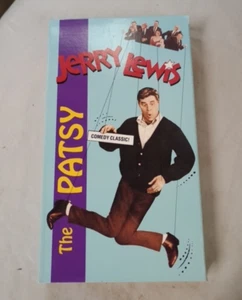 JERRY LEWIS
COMEDY CLASSIC!
The PATSY